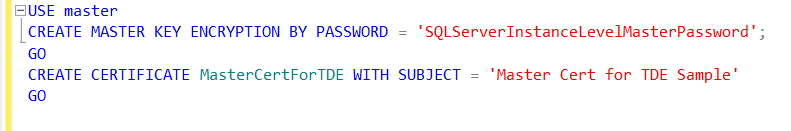 USE master
CREATE MASTER KEY ENCRYPTION BY PASSWORD = 'SQLServerInstanceLevelMasterPassword';
GO
CREATE CERTIFICATE MasterCertForTDE WITH SUBJECT = 'Master Cert for TDE Sample'
GO